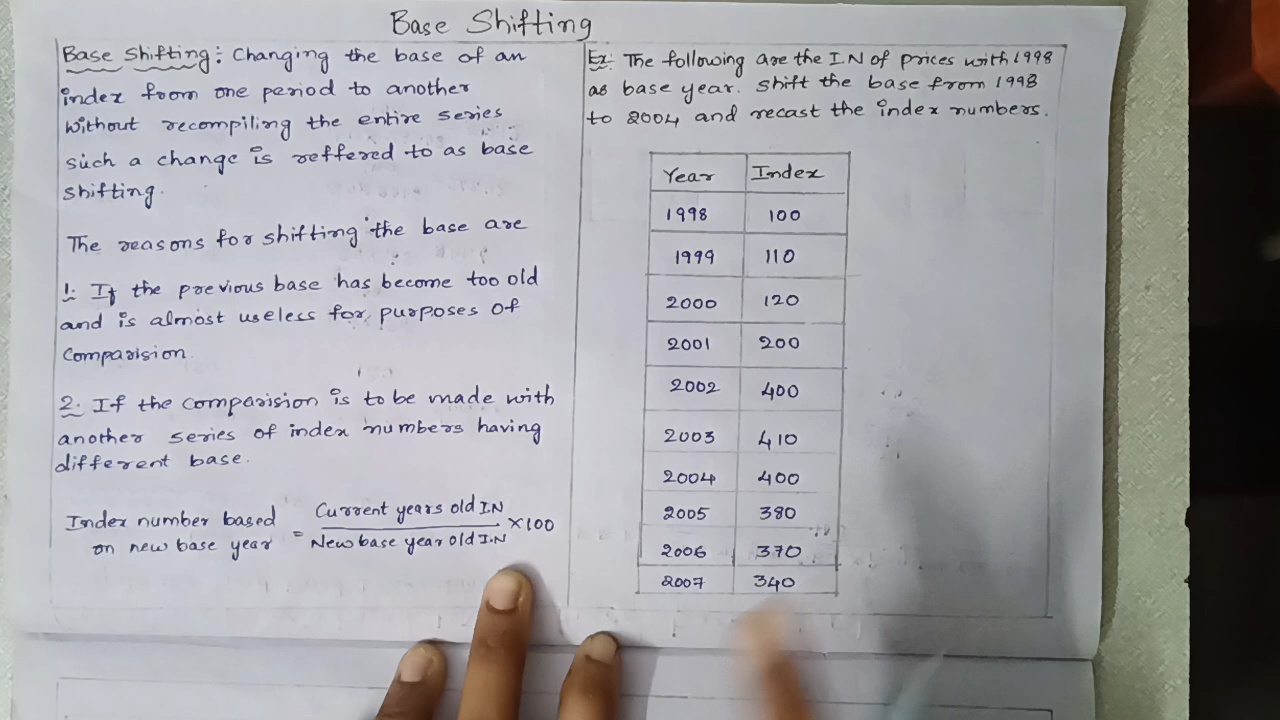 Base Shifting
Base Shifting: Changing the base of an
index from one period to another
without recompiling the entire series
such a change is reffered to as base
shifting.
The reasons for shifting the base are
1. If the previous base has become too old
and is almost useless for purposes of
Comparision.
2. If the comparision is to be made with
another series of index numbers having
different base.
Index number based on new base year = Current years old I.N / New base year old I.N × 100
Ex: The following are the I.N of prices with 1998
as base year. Shift the base from 1998
to 2004 and recast the index numbers.
Year Index
1998 100
1999 110
2000 120
2001 200
2002 400
2003 410
2004 400
2005 380
2006 370
2007 340